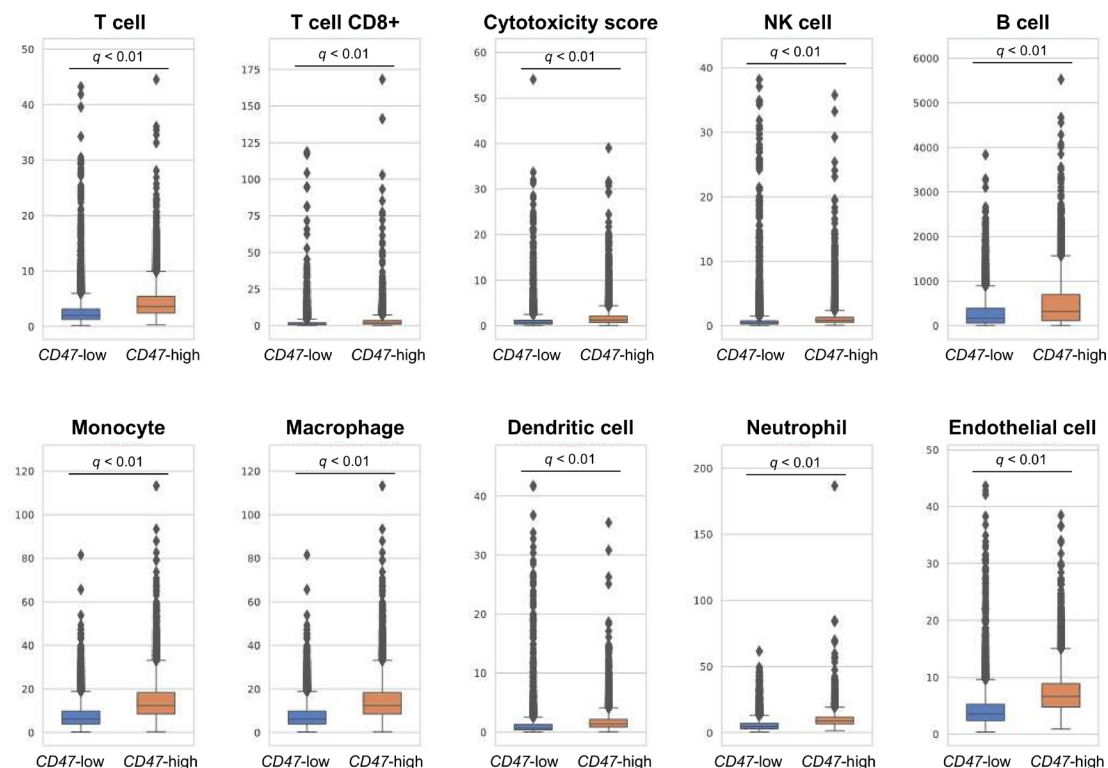 T cell
T cell CD8+
Cytotoxicity score
NK cell
B cell
q < 0.01
q < 0.01
q < 0.01
q < 0.01
q < 0.01
50
40
30
20
10
0
175
150
125
100
75
50
25
0
60
50
40
30
20
10
0
40
30
20
10
0
6000
5000
4000
3000
2000
1000
0
CD47-low CD47-high
CD47-low CD47-high
CD47-low CD47-high
CD47-low CD47-high
CD47-low CD47-high
Monocyte
Macrophage
Dendritic cell
Neutrophil
Endothelial cell
q < 0.01
q < 0.01
q < 0.01
q < 0.01
q < 0.01
120
100
80
60
40
20
0
120
100
80
60
40
20
0
40
30
20
10
0
200
150
100
50
0
50
40
30
20
10
0
CD47-low CD47-high
CD47-low CD47-high
CD47-low CD47-high
CD47-low CD47-high
CD47-low CD47-high